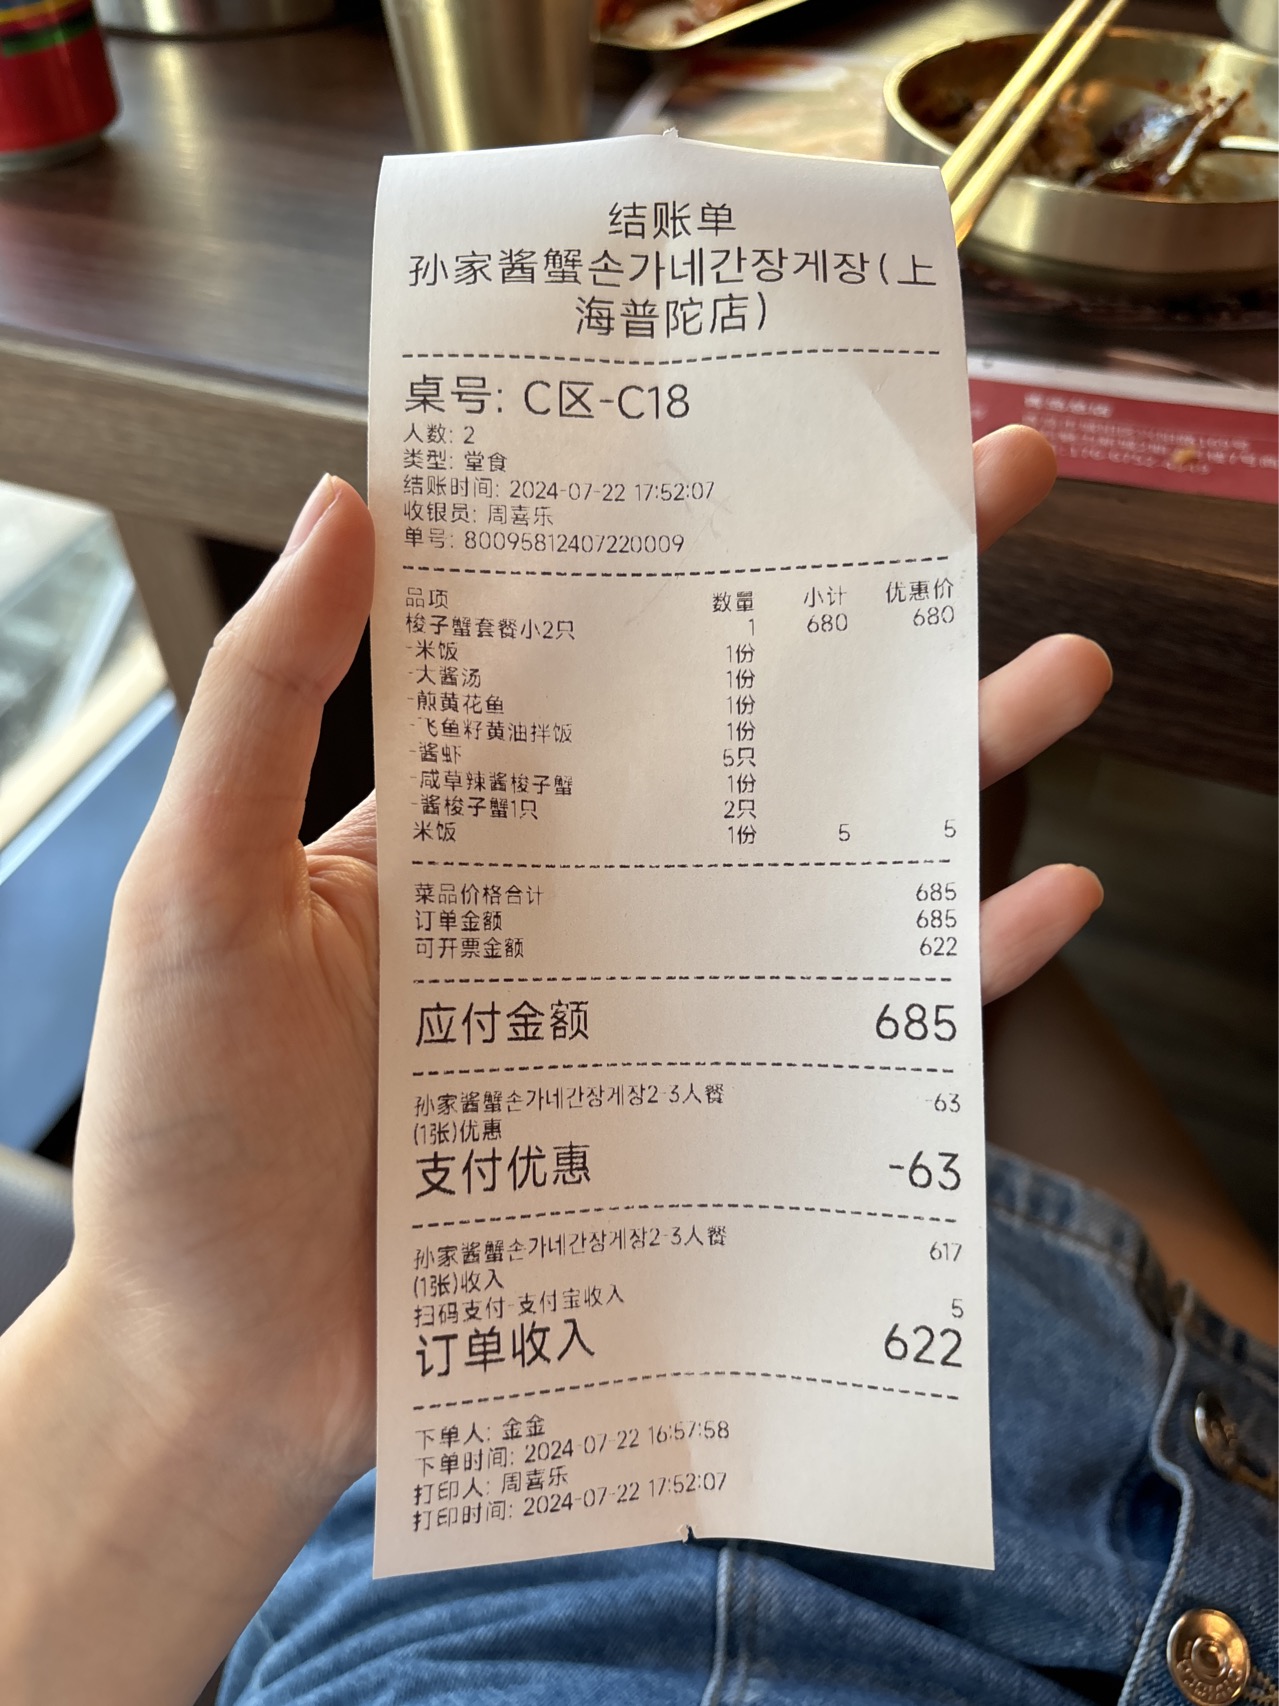 结账单
孙家酱蟹손가네간장게장(上
海普陀店)
桌号: C区-C18
人数: 2
类型: 堂食
结账时间: 2024-07-22 17:52:07
收银员: 周喜乐
单号: 80095812407220009
品项 数量 小计 优惠价
梭子蟹套餐小2只 1 680 680
-米饭 1份
-大酱汤 1份
-煎黄花鱼 1份
-飞鱼籽黄油拌饭 1份
-酱虾 5只
-咸草辣酱梭子蟹 1份
-酱梭子蟹1只 2只
米饭 1份 5 5
菜品价格合计 685
订单金额 685
可开票金额 622
应付金额 685
孙家酱蟹손가네간장게장2-3人餐 -63
(1张)优惠
支付优惠 -63
孙家酱蟹손가네간장게장2-3人餐 617
(1张)收入
扫码支付-支付宝收入 5
订单收入 622
下单人: 金金
下单时间: 2024-07-22 16:57:58
打印人: 周喜乐
打印时间: 2024-07-22 17:52:07